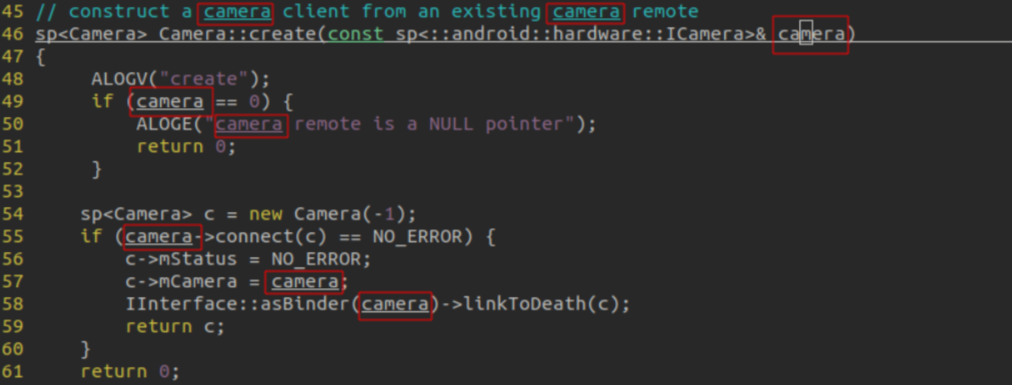 45 // construct a camera client from an existing camera remote
46 sp<Camera> Camera::create(const sp<::android::hardware::ICamera>& camera)
47 {
48      ALOGV("create");
49      if (camera == 0) {
50          ALOGE("camera remote is a NULL pointer");
51         return 0;
52      }
53
54     sp<Camera> c = new Camera(-1);
55     if (camera->connect(c) == NO_ERROR) {
56         c->mStatus = NO_ERROR;
57         c->mCamera = camera;
58         IInterface::asBinder(camera)->linkToDeath(c);
59         return c;
60     }
61     return 0;